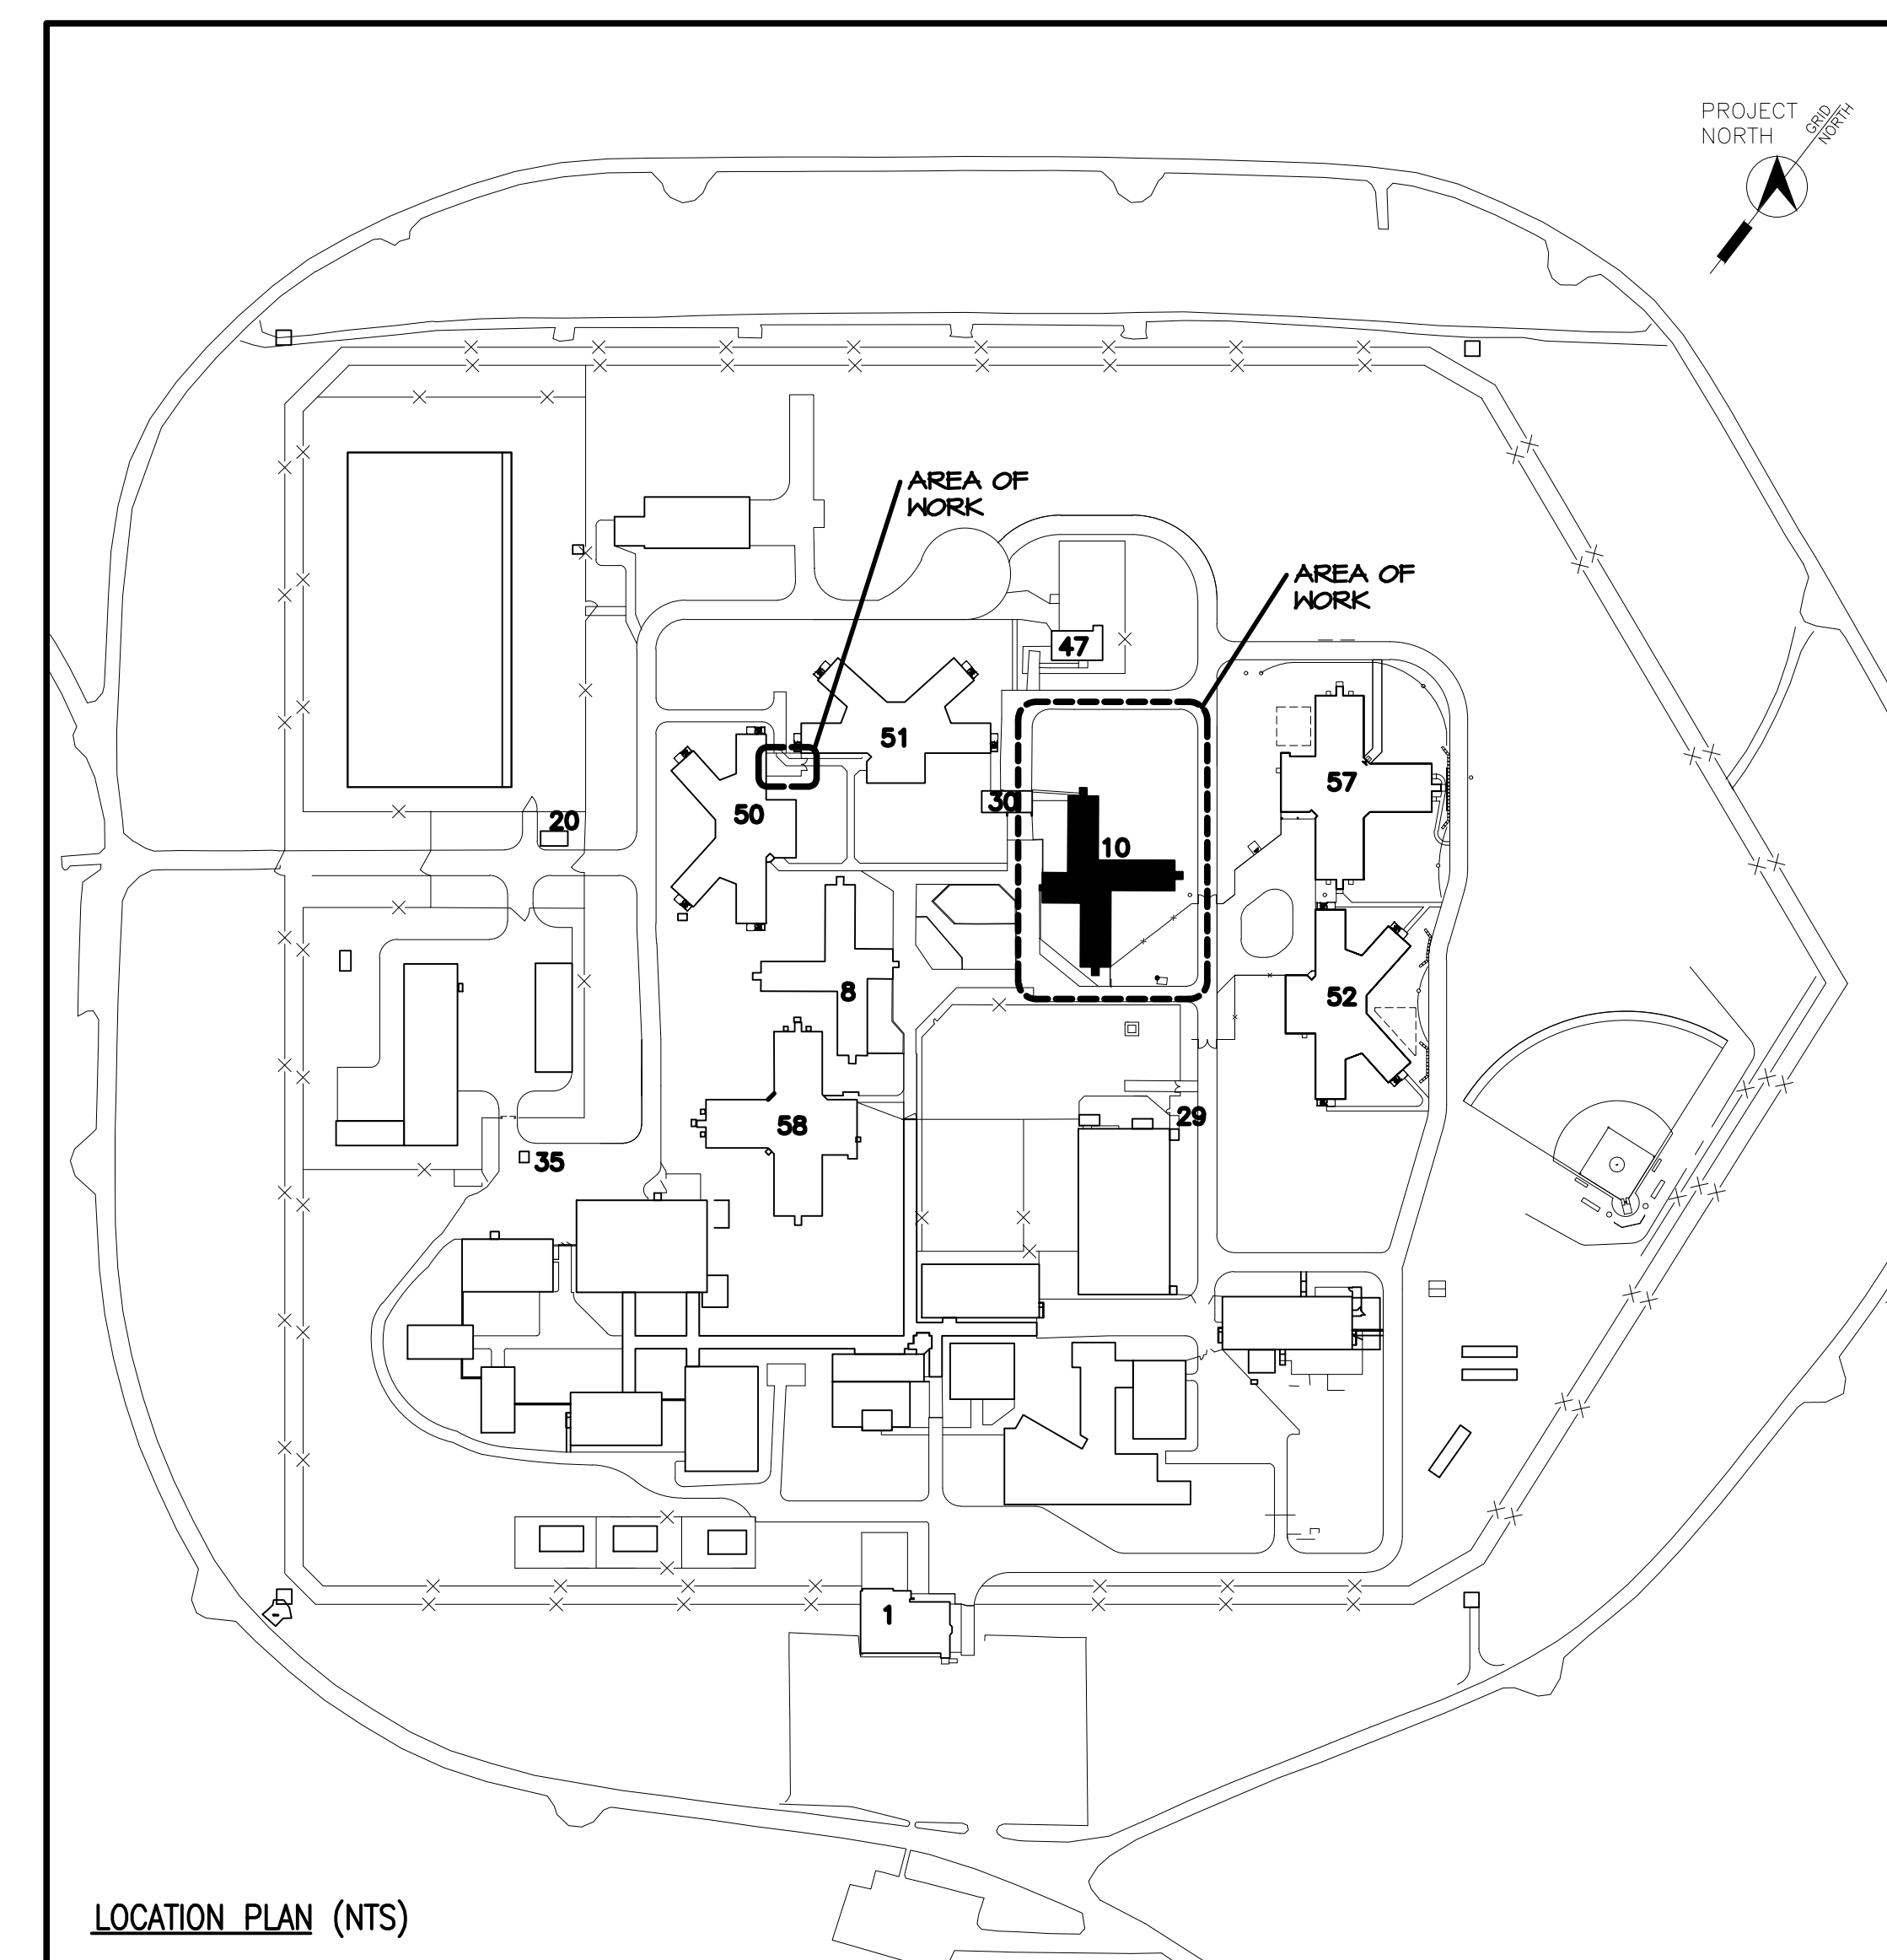 PROJECT
NORTH
GRID
NORTH
AREA OF
WORK
AREA OF
WORK
47
51
57
30
50
20
10
52
8
58
29
35
1
LOCATION PLAN (NTS)